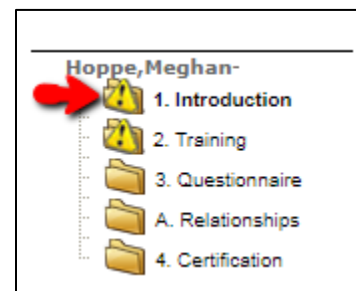 Hoppe,Meghan-
1. Introduction
2. Training
3. Questionnaire
A. Relationships
4. Certification